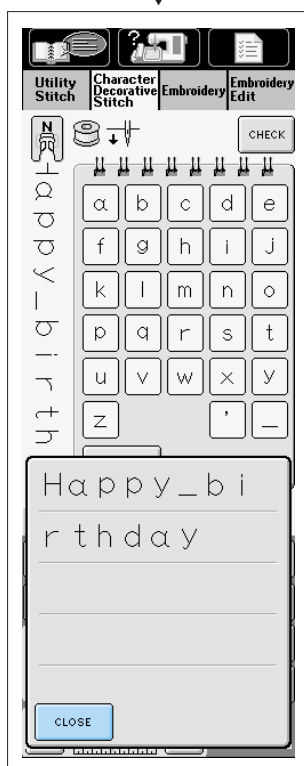 ?
Utility Stitch
Character Decorative Stitch
Embroidery
Embroidery Edit
N
CHECK
Happy_birth
a b c d e
f g h i j
k l m n o
p q r s t
u v w x y
z ' _
Happy_bi
rthday
CLOSE